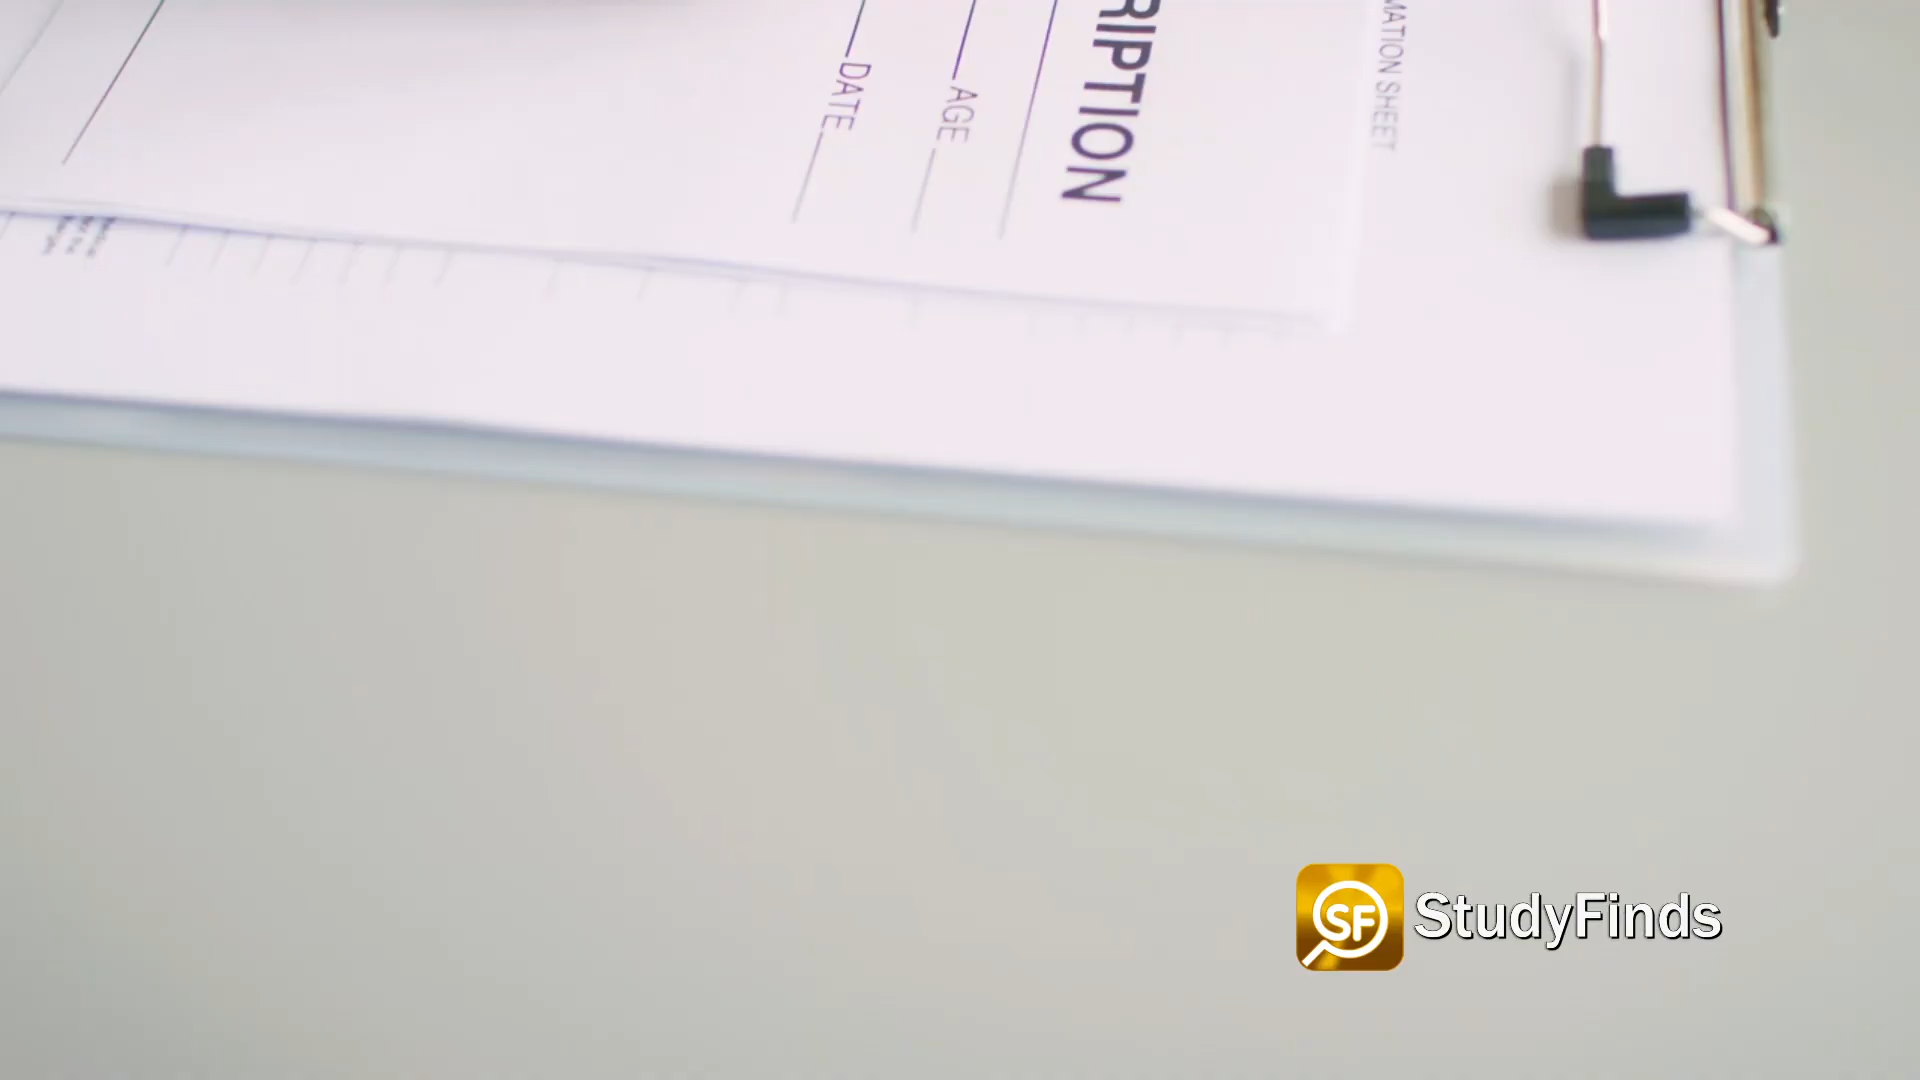 RIPTION
AGE
DATE
MATION SHEET
SF
StudyFinds